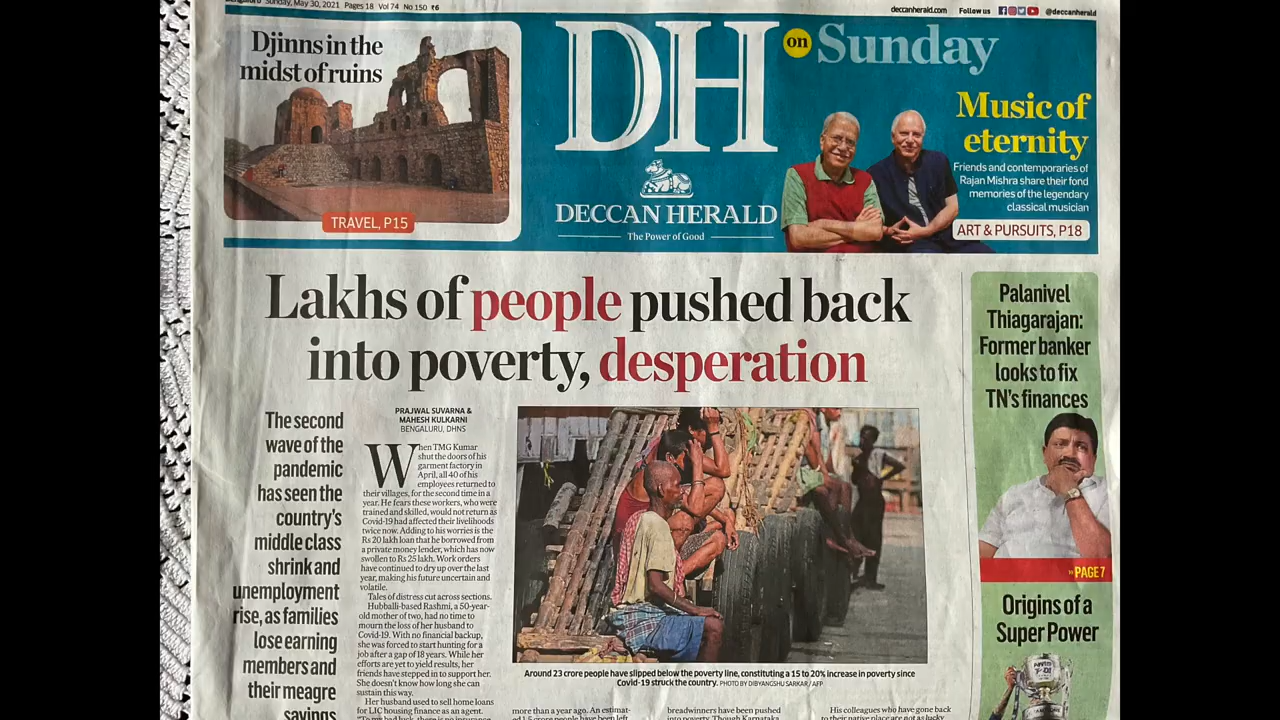 Bengaluru Sunday, May 30, 2021 Pages 18 Vol 74 No 150 ₹6
deccanherald.com Follow us @deccanherald
Djinns in the
midst of ruins
TRAVEL, P15
DH
on Sunday
DECCAN HERALD
The Power of Good
Music of
eternity
Friends and contemporaries of
Rajan Mishra share their fond
memories of the legendary
classical musician
ART & PURSUITS, P18
Lakhs of people pushed back
into poverty, desperation
The second
wave of the
pandemic
has seen the
country's
middle class
shrink and
unemployment
rise, as families
lose earning
members and
their meagre
savings
PRAJWAL SUVARNA &
MAHESH KULKARNI
BENGALURU, DHNS
When TMG Kumar
shut the doors of his
garment factory in
April, all 40 of his
employees returned to
their villages, for the second time in a
year. He fears these workers, who were
trained and skilled, would not return as
Covid-19 had affected their livelihoods
twice now. Adding to his worries is the
Rs 20 lakh loan that he borrowed from
a private money lender, which has now
swollen to Rs 25 lakh. Work orders
have continued to dry up over the last
year, making his future uncertain and
volatile.
Tales of distress cut across sections.
Hubballi-based Rashmi, a 50-year-
old mother of two, had no time to
mourn the loss of her husband to
Covid-19. With no financial backup,
she was forced to start hunting for a
job after a gap of 18 years. While her
efforts are yet to yield results, her
friends have stepped in to support her.
She doesn't know how long she can
sustain this way.
Her husband used to sell home loans
for LIC housing finance as an agent.
Around 23 crore people have slipped below the poverty line, constituting a 15 to 20% increase in poverty since
Covid-19 struck the country. PHOTO BY DIBYANGSHU SARKAR / AFP
more than a year ago. An estimat-
ed 1.5 crore people have been left
breadwinners have been pushed
into poverty. Though Karnataka
His colleagues who have gone back
to their native place are not as lucky
Palanivel
Thiagarajan:
Former banker
looks to fix
TN's finances
» PAGE 7
Origins of a
Super Power